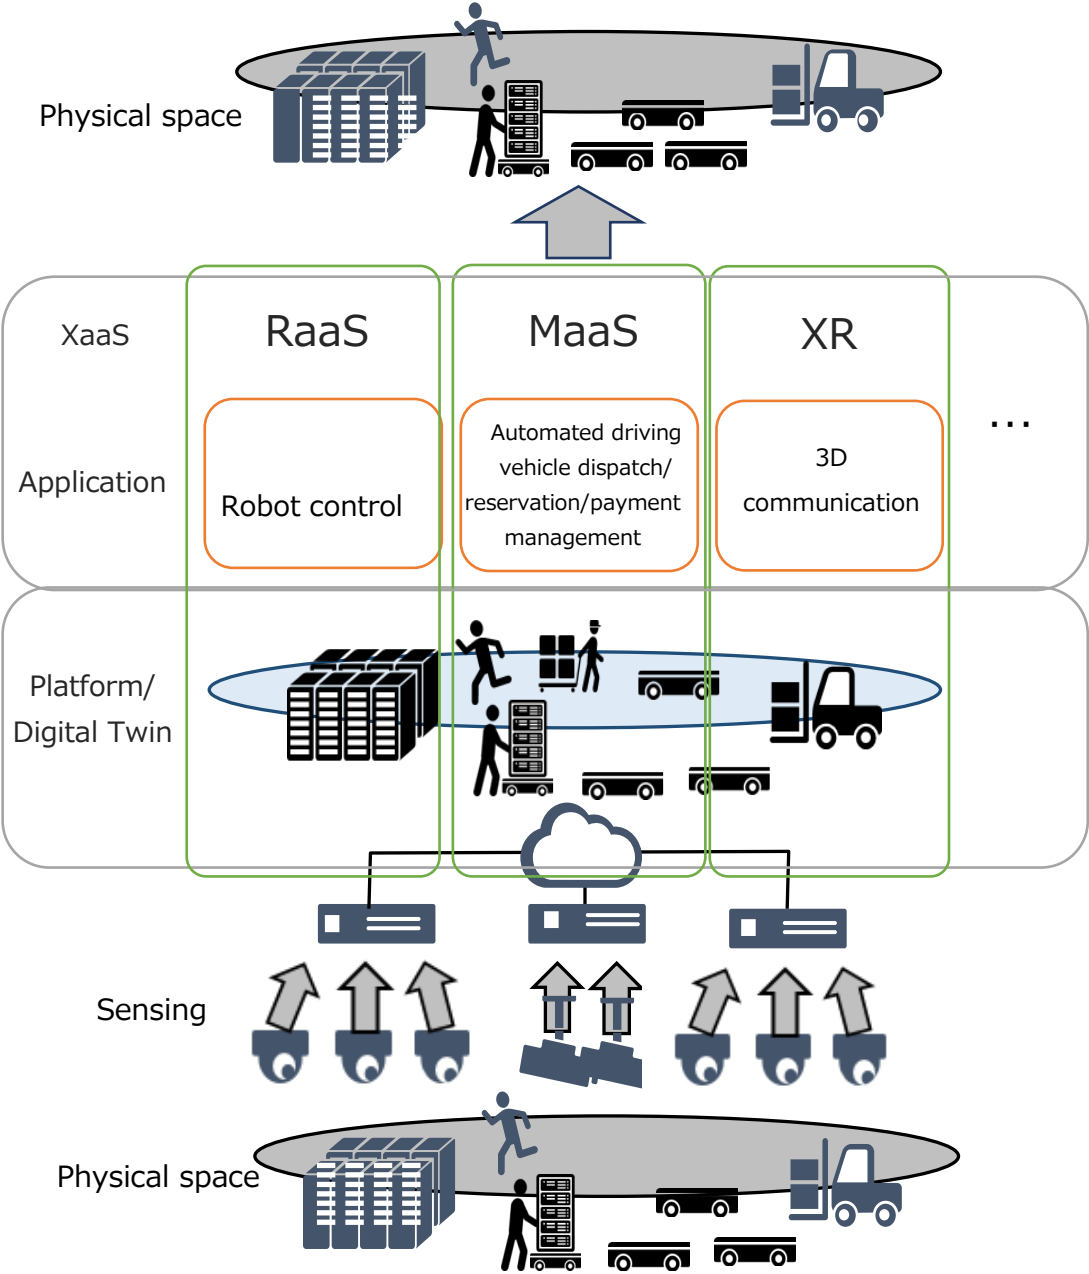 Physical space
XaaS
RaaS
MaaS
XR
Application
Robot control
Automated driving
vehicle dispatch/
reservation/payment
management
3D
communication
...
Platform/
Digital Twin
Sensing
Physical space